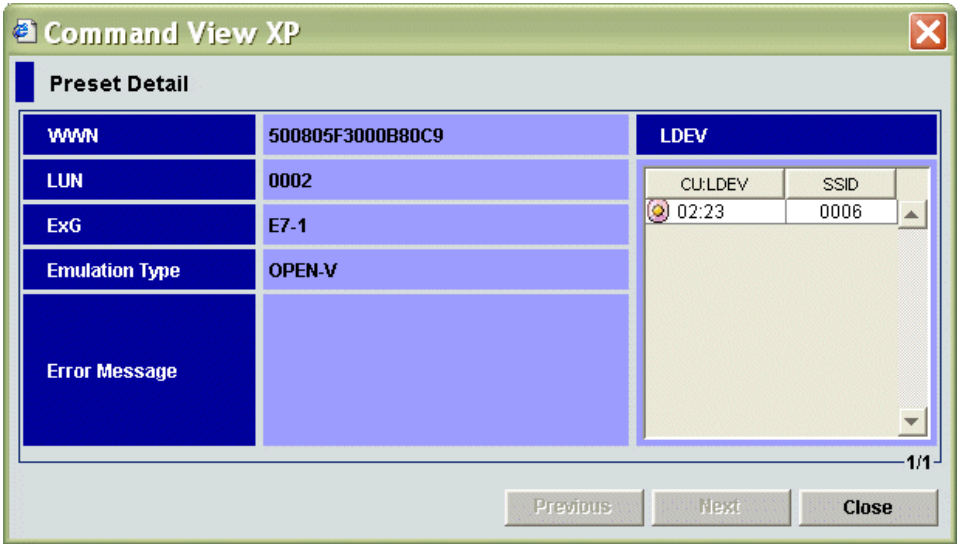 Command View XP
Preset Detail
WWN 500805F3000B80C9
LUN 0002
ExG E7-1
Emulation Type OPEN-V
Error Message
LDEV
CU:LDEV SSID
02:23 0006
1/1
Previous Next Close